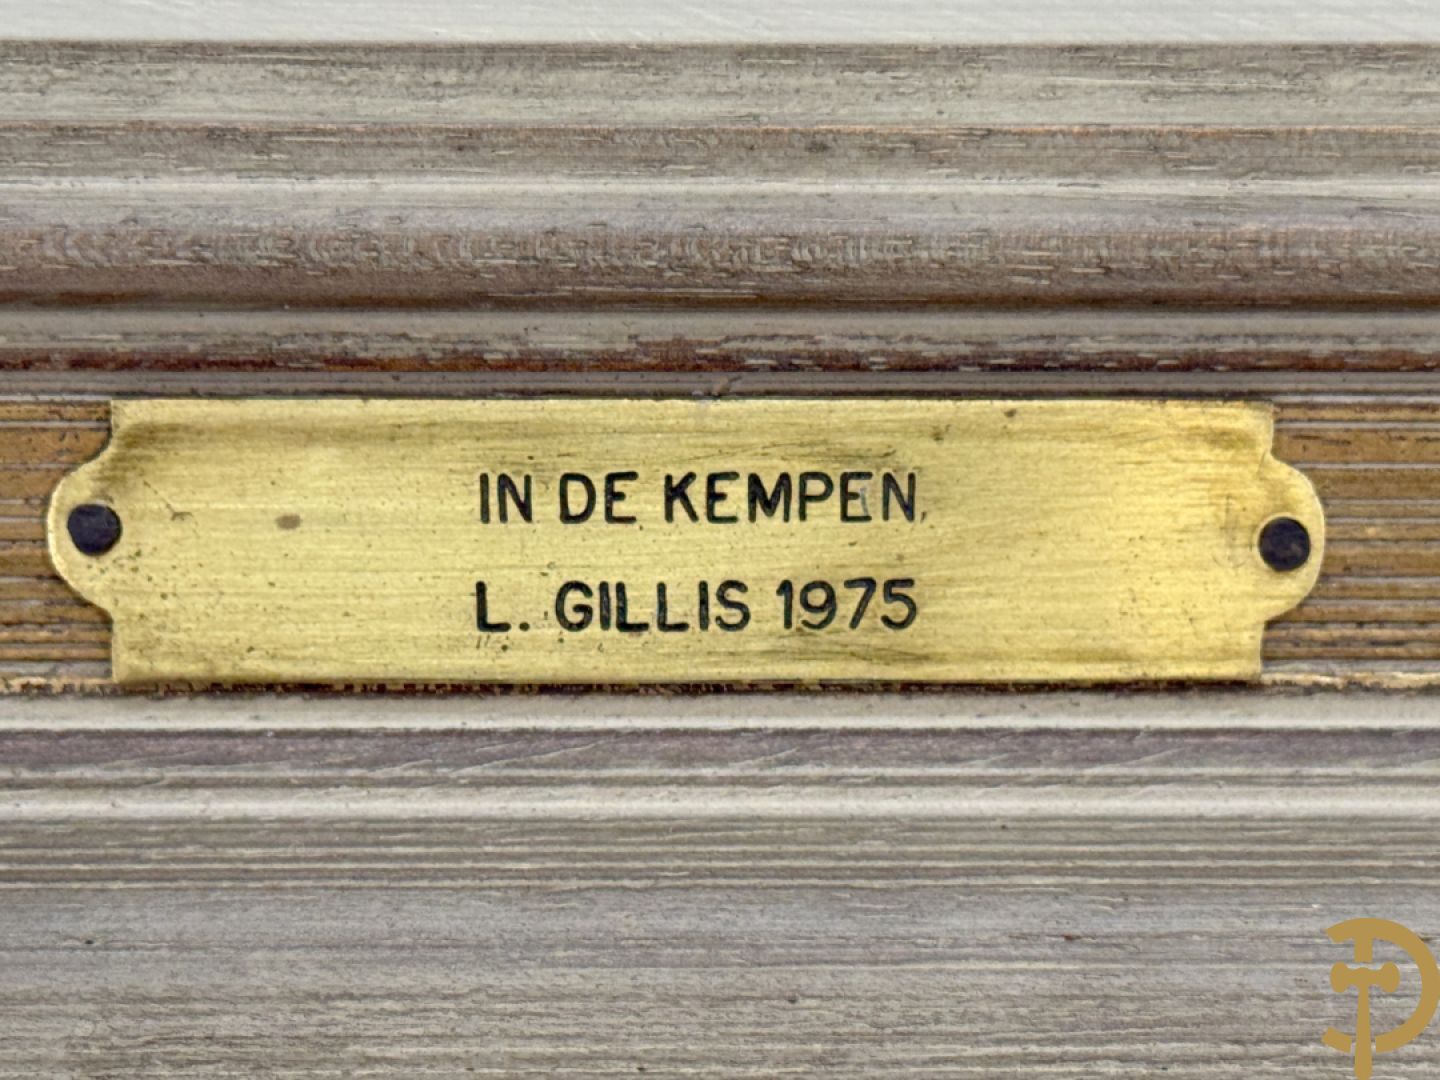 IN DE KEMPEN,
L. GILLIS 1975